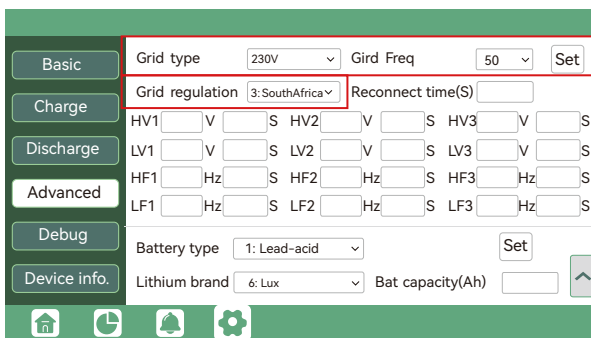 Basic
Charge
Discharge
Advanced
Debug
Device info.
Grid type 230V Gird Freq 50 Set
Grid regulation 3: SouthAfrica Reconnect time(S)
HV1 V S HV2 V S HV3 V S
LV1 V S LV2 V S LV3 V S
HF1 Hz S HF2 Hz S HF3 Hz S
LF1 Hz S LF2 Hz S LF3 Hz S
Battery type 1: Lead-acid Set
Lithium brand 6: Lux Bat capacity(Ah)